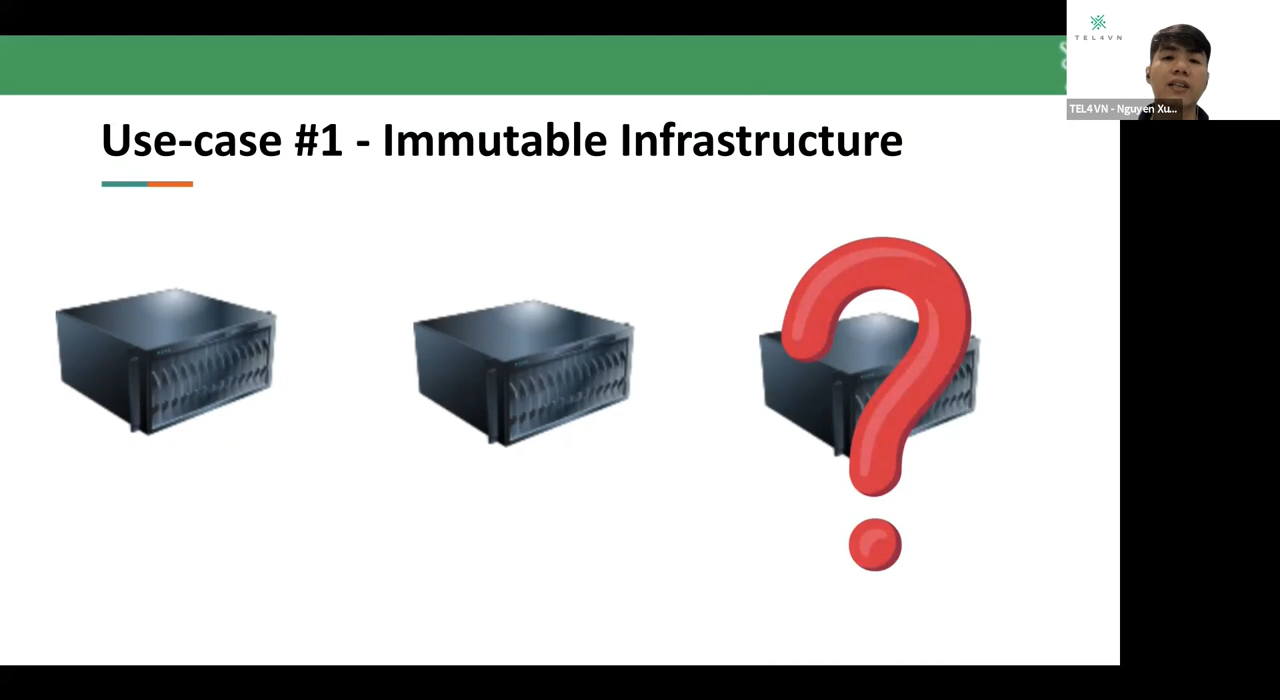 TEL4VN
TEL4VN - Nguyen Xu...
Use-case #1 - Immutable Infrastructure